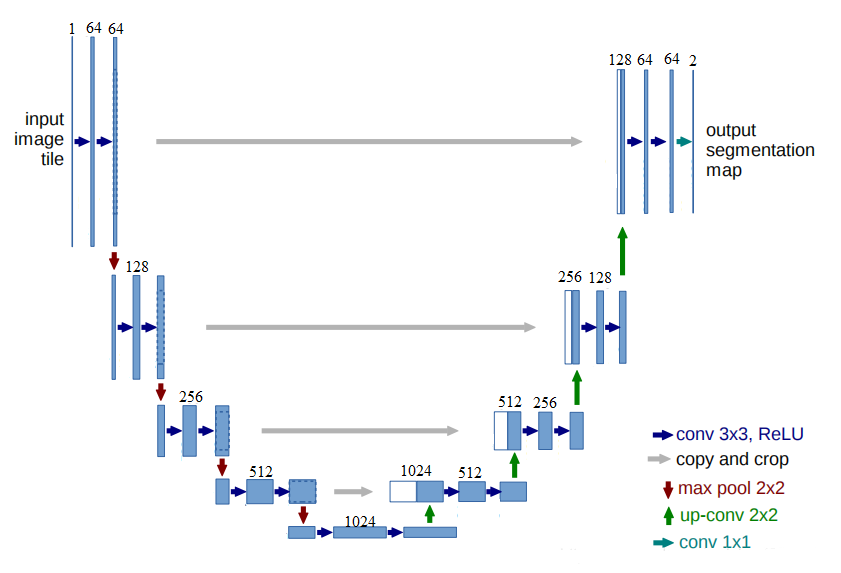 1 64 64
input
image
tile
128 64 64 2
output
segmentation
map
128
256 128
256
512 256
512
1024 512
1024
conv 3x3, ReLU
copy and crop
max pool 2x2
up-conv 2x2
conv 1x1